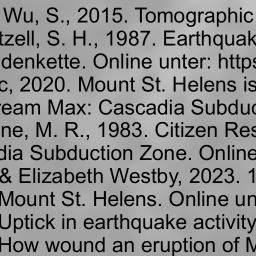 Wu, S., 2015. Tomographic
tzell, S. H., 1987. Earthquak
denkette. Online unter: https
c, 2020. Mount St. Helens is
ream Max: Cascadia Subduc
ne, M. R., 1983. Citizen Res
dia Subduction Zone. Online
& Elizabeth Westby, 2023. 1
Mount St. Helens. Online un
Uptick in earthquake activity
How wound an eruption of M